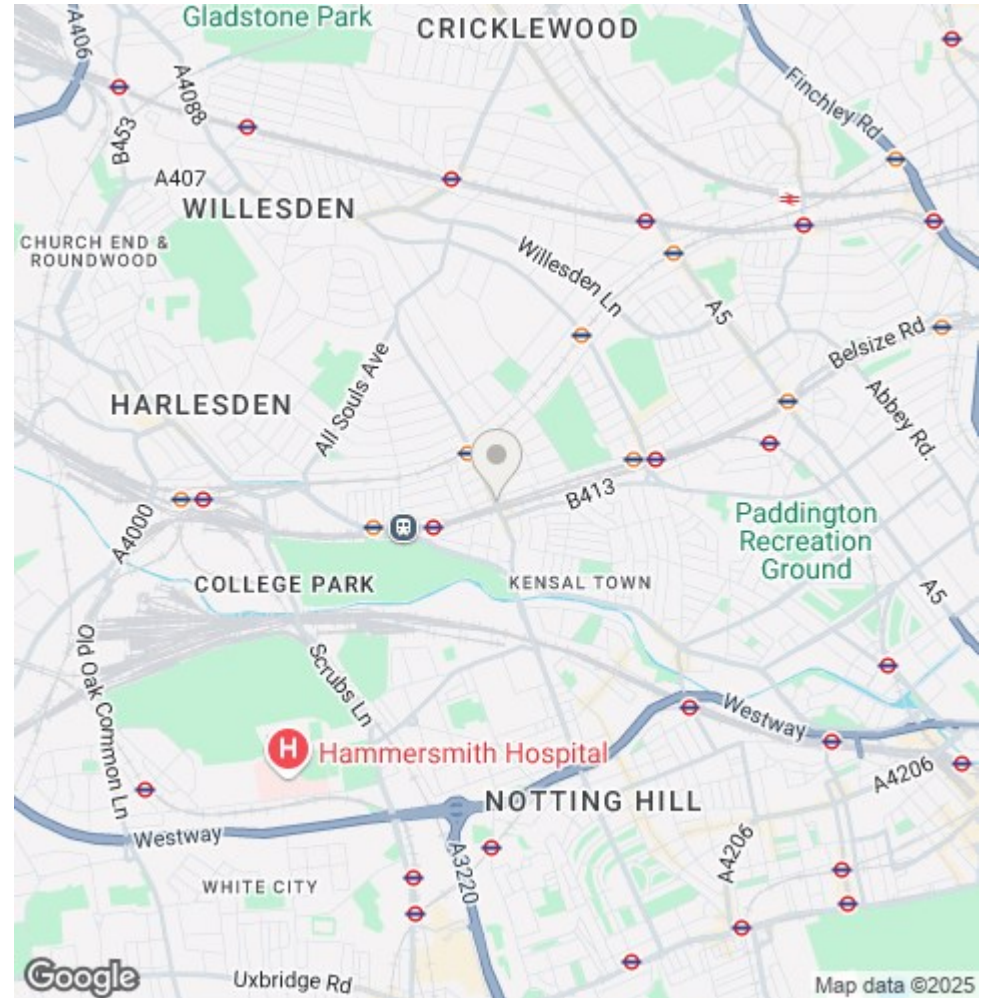 Gladstone Park
CRICKLEWOOD
A406
A4088
B453
Finchley Rd
A407
WILLESDEN
CHURCH END &
ROUNDWOOD
Willesden Ln
A5
Belsize Rd
All Souls Ave
HARLESDEN
Abbey Rd.
B413
A4000
Paddington
Recreation
Ground
COLLEGE PARK
KENSAL TOWN
A5
Old Oak Common Ln
Scrubs Ln
Westway
H
Hammersmith Hospital
A4206
NOTTING HILL
Westway
A3220
A4206
WHITE CITY
Google
Uxbridge Rd
Map data ©2025